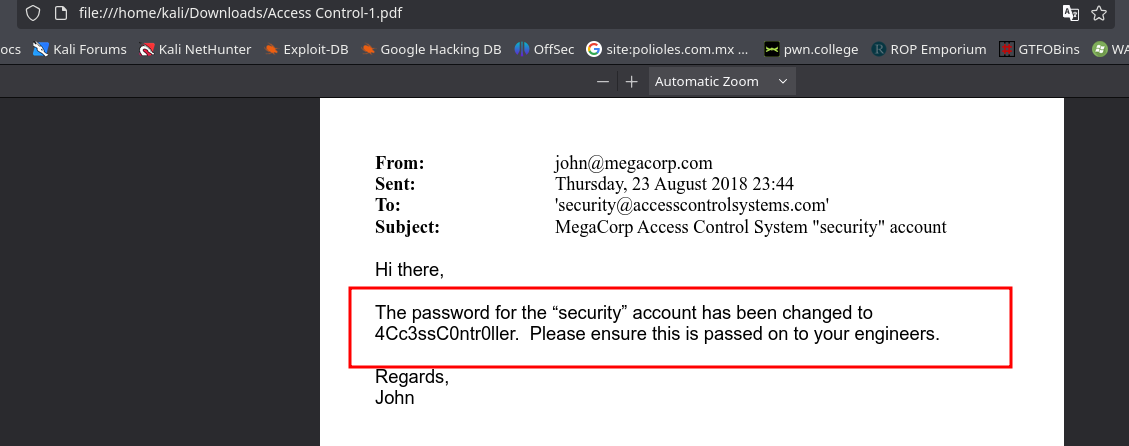 file:///home/kali/Downloads/Access Control-1.pdf
ocs Kali Forums Kali NetHunter Exploit-DB Google Hacking DB OffSec site:polioles.com.mx ... pwn.college ROP Emporium GTFOBins WA
− + Automatic Zoom
From: john@megacorp.com
Sent: Thursday, 23 August 2018 23:44
To: 'security@accesscontrolsystems.com'
Subject: MegaCorp Access Control System "security" account
Hi there,
The password for the “security” account has been changed to
4Cc3ssC0ntr0ller.  Please ensure this is passed on to your engineers.
Regards,
John